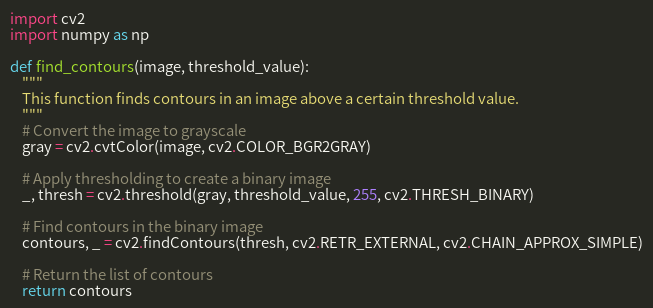 import cv2
import numpy as np
def find_contours(image, threshold_value):
"""
This function finds contours in an image above a certain threshold value.
"""
# Convert the image to grayscale
gray = cv2.cvtColor(image, cv2.COLOR_BGR2GRAY)
# Apply thresholding to create a binary image
_, thresh = cv2.threshold(gray, threshold_value, 255, cv2.THRESH_BINARY)
# Find contours in the binary image
contours, _ = cv2.findContours(thresh, cv2.RETR_EXTERNAL, cv2.CHAIN_APPROX_SIMPLE)
# Return the list of contours
return contours